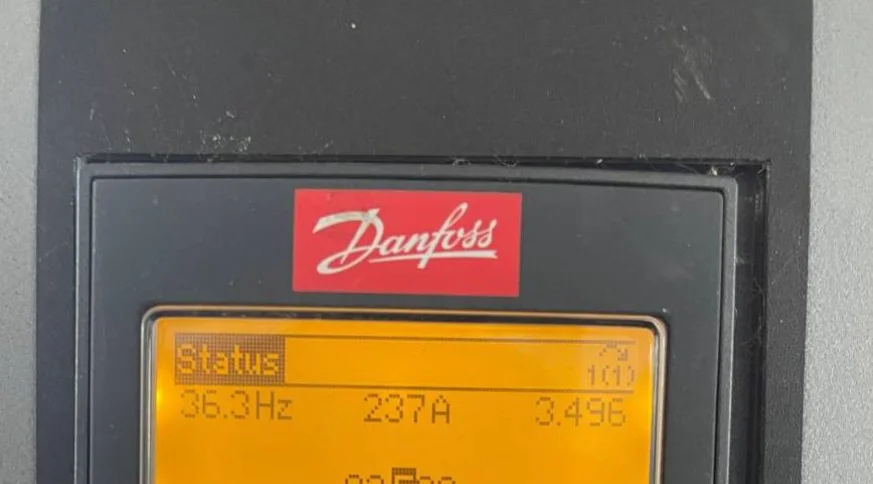 Danfoss
Status
1(1)
36.3Hz 237A 3.496